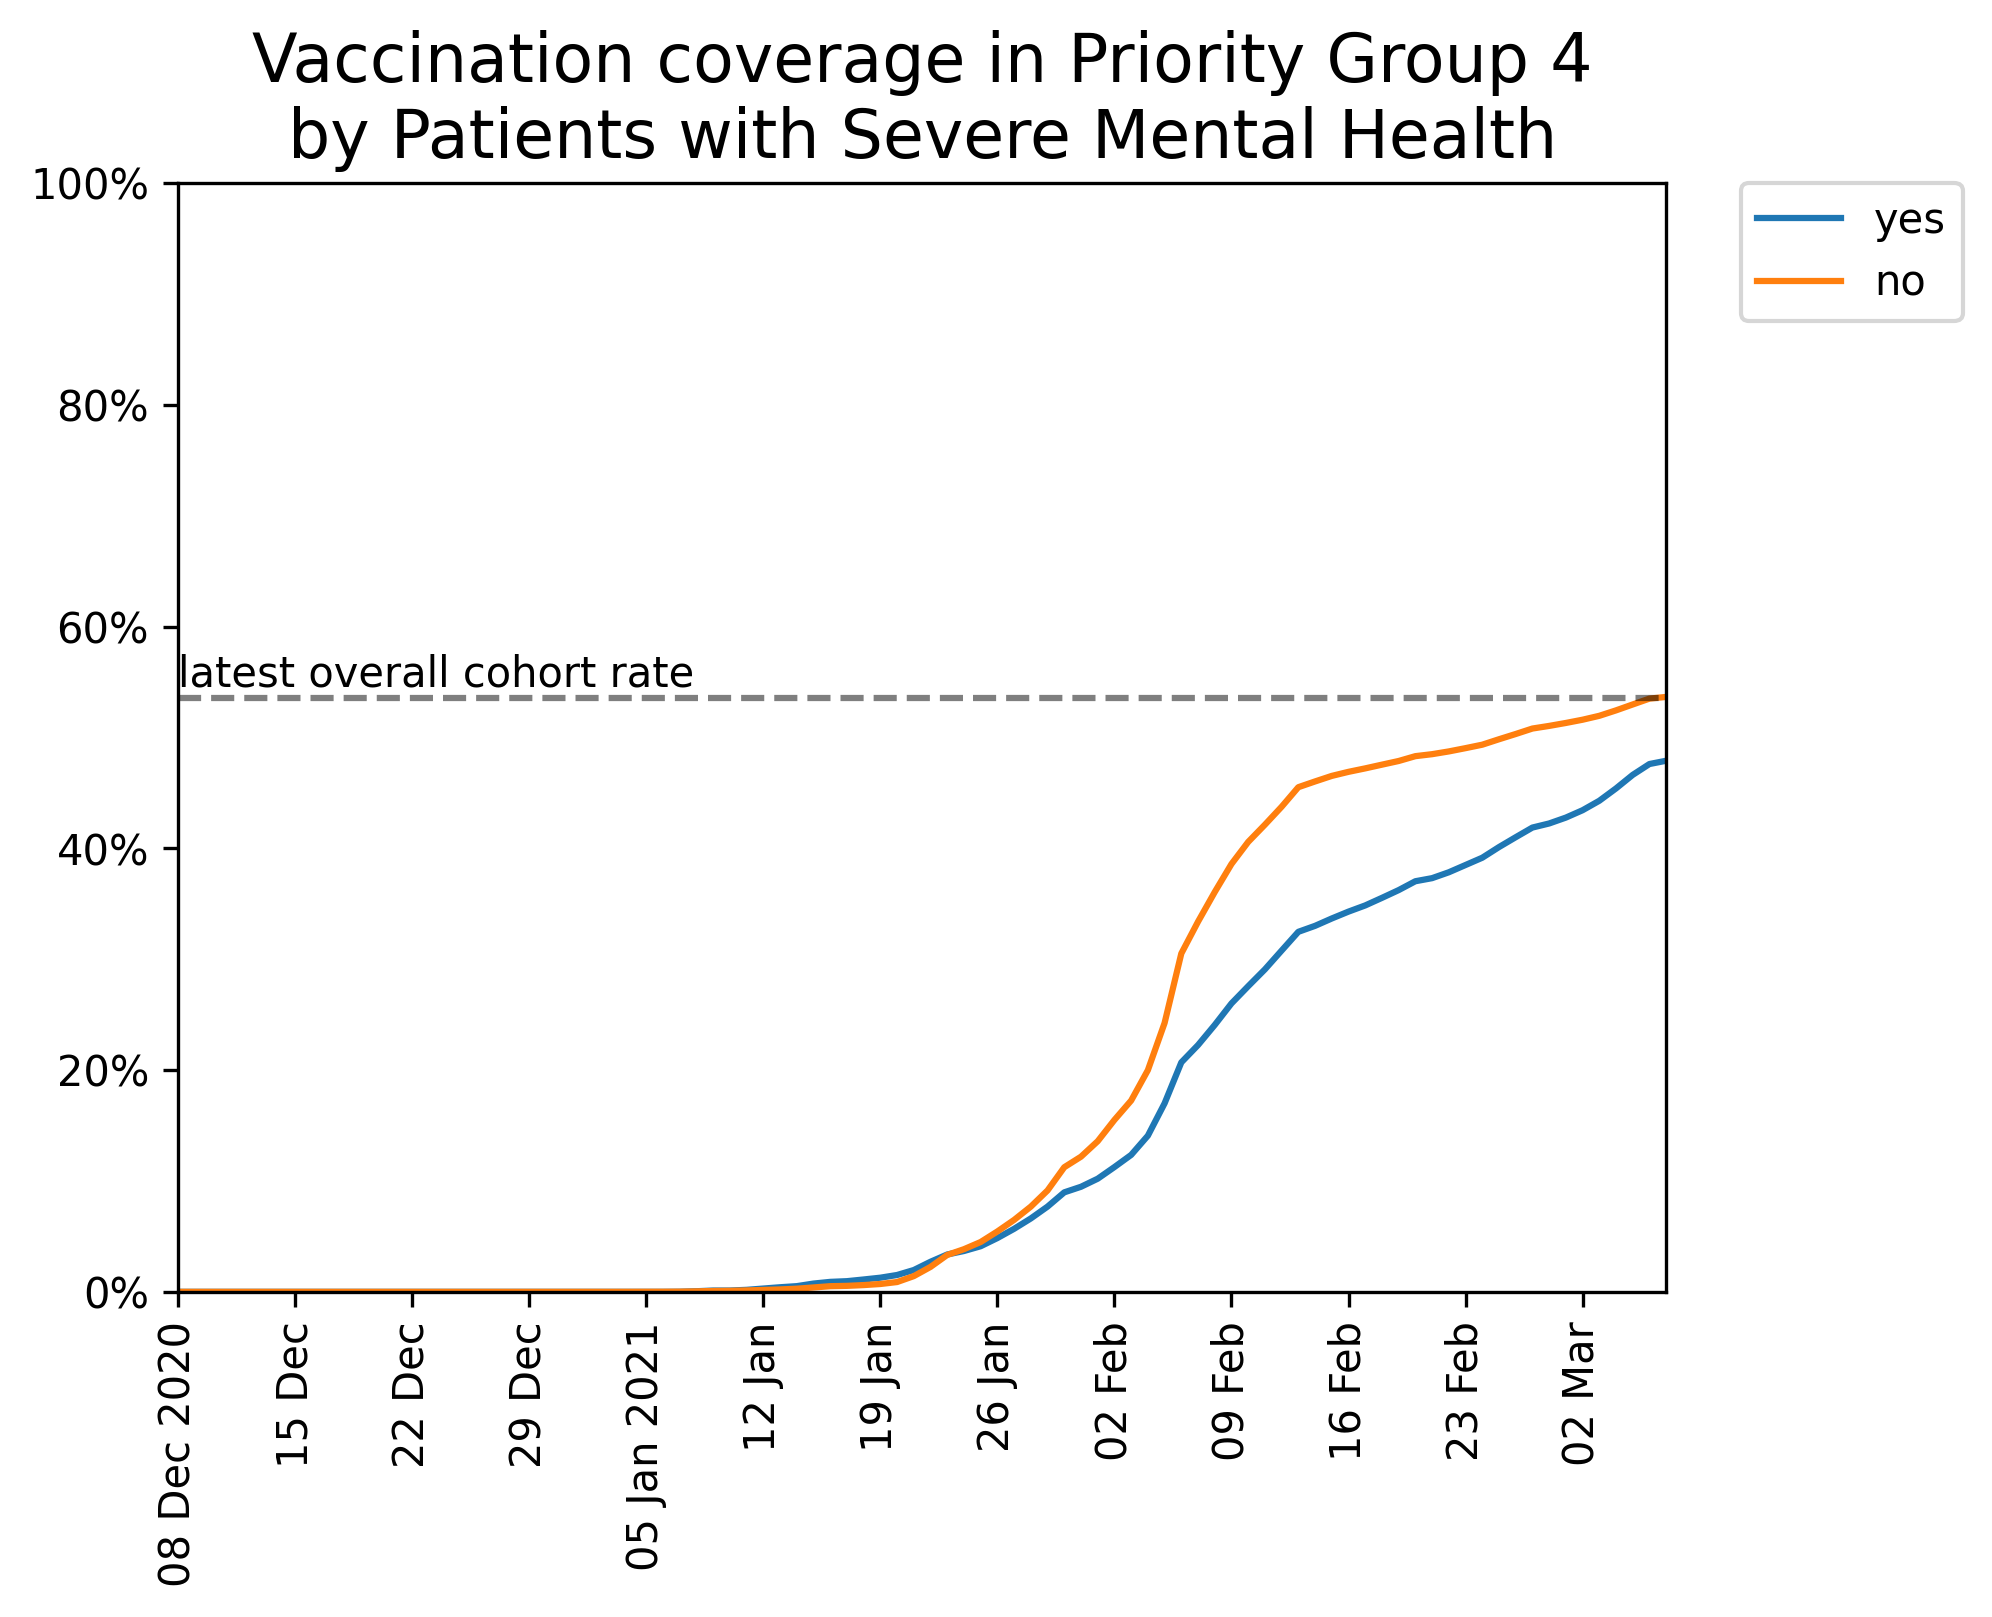 Vaccination coverage in Priority Group 4
by Patients with Severe Mental Health
100%
80%
60%
40%
20%
0%
latest overall cohort rate
yes
no
08 Dec 2020
15 Dec
22 Dec
29 Dec
05 Jan 2021
12 Jan
19 Jan
26 Jan
02 Feb
09 Feb
16 Feb
23 Feb
02 Mar